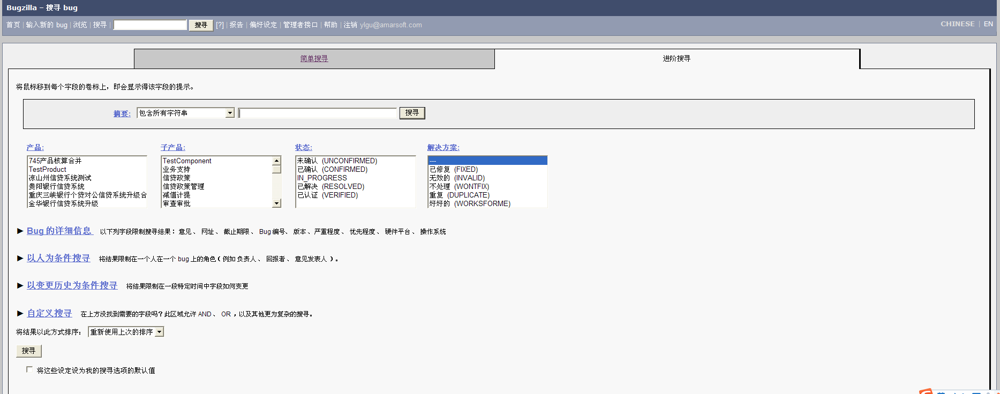 Bugzilla – 搜寻 bug
首页 | 输入新的 bug | 浏览 | 搜寻 | 搜寻 [?] | 报告 | 偏好设定 | 管理者接口 | 帮助 | 注销 ylgu@amarsoft.com
CHINESE | EN
简单搜寻
进阶搜寻
将鼠标移到每个字段的卷标上，即会显示得该字段的提示。
摘要: 包含所有字符串 搜寻
产品:
745产品核算合并
TestProduct
凉山州信贷系统测试
贵阳银行信贷系统
重庆三峡银行个贷对公信贷系统升级合
金华银行信贷系统升级
子产品:
TestComponent
业务支持
信贷政策
信贷政策管理
减值计提
审查审批
状态:
未确认 (UNCONFIRMED)
已确认 (CONFIRMED)
IN_PROGRESS
已解决 (RESOLVED)
已认证 (VERIFIED)
解决方案:
---
已修复 (FIXED)
无效的 (INVALID)
不处理 (WONTFIX)
重复 (DUPLICATE)
好好的 (WORKSFORME)
Bug 的详细信息 以下列字段限制搜寻结果：意见、 网址、 截止期限、 Bug 编号、 版本、严重程度、 优先程度、 硬件平台、 操作系统
以人为条件搜寻 将结果限制在一个人在一个 bug 上的角色 ( 例如 负责人、 回报者、 意见发表人 ) 。
以变更历史为条件搜寻 将结果限制在一段特定时间中字段如何变更
自定义搜寻 在上方没找到需要的字段吗？此区域允许 AND、 OR ，以及其他更为复杂的搜寻。
将结果以此方式排序： 重新使用上次的排序
搜寻
将这些设定设为我的搜寻选项的默认值